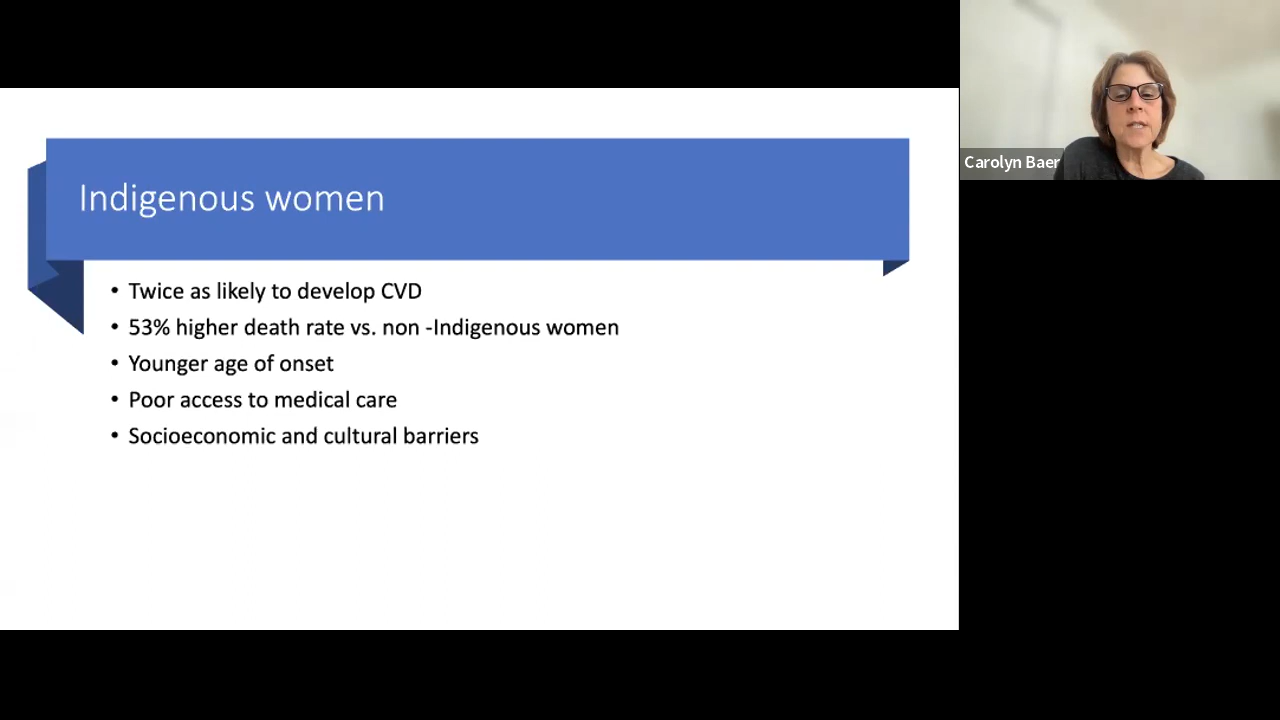 Indigenous women
• Twice as likely to develop CVD
• 53% higher death rate vs. non -Indigenous women
• Younger age of onset
• Poor access to medical care
• Socioeconomic and cultural barriers
Carolyn Baer